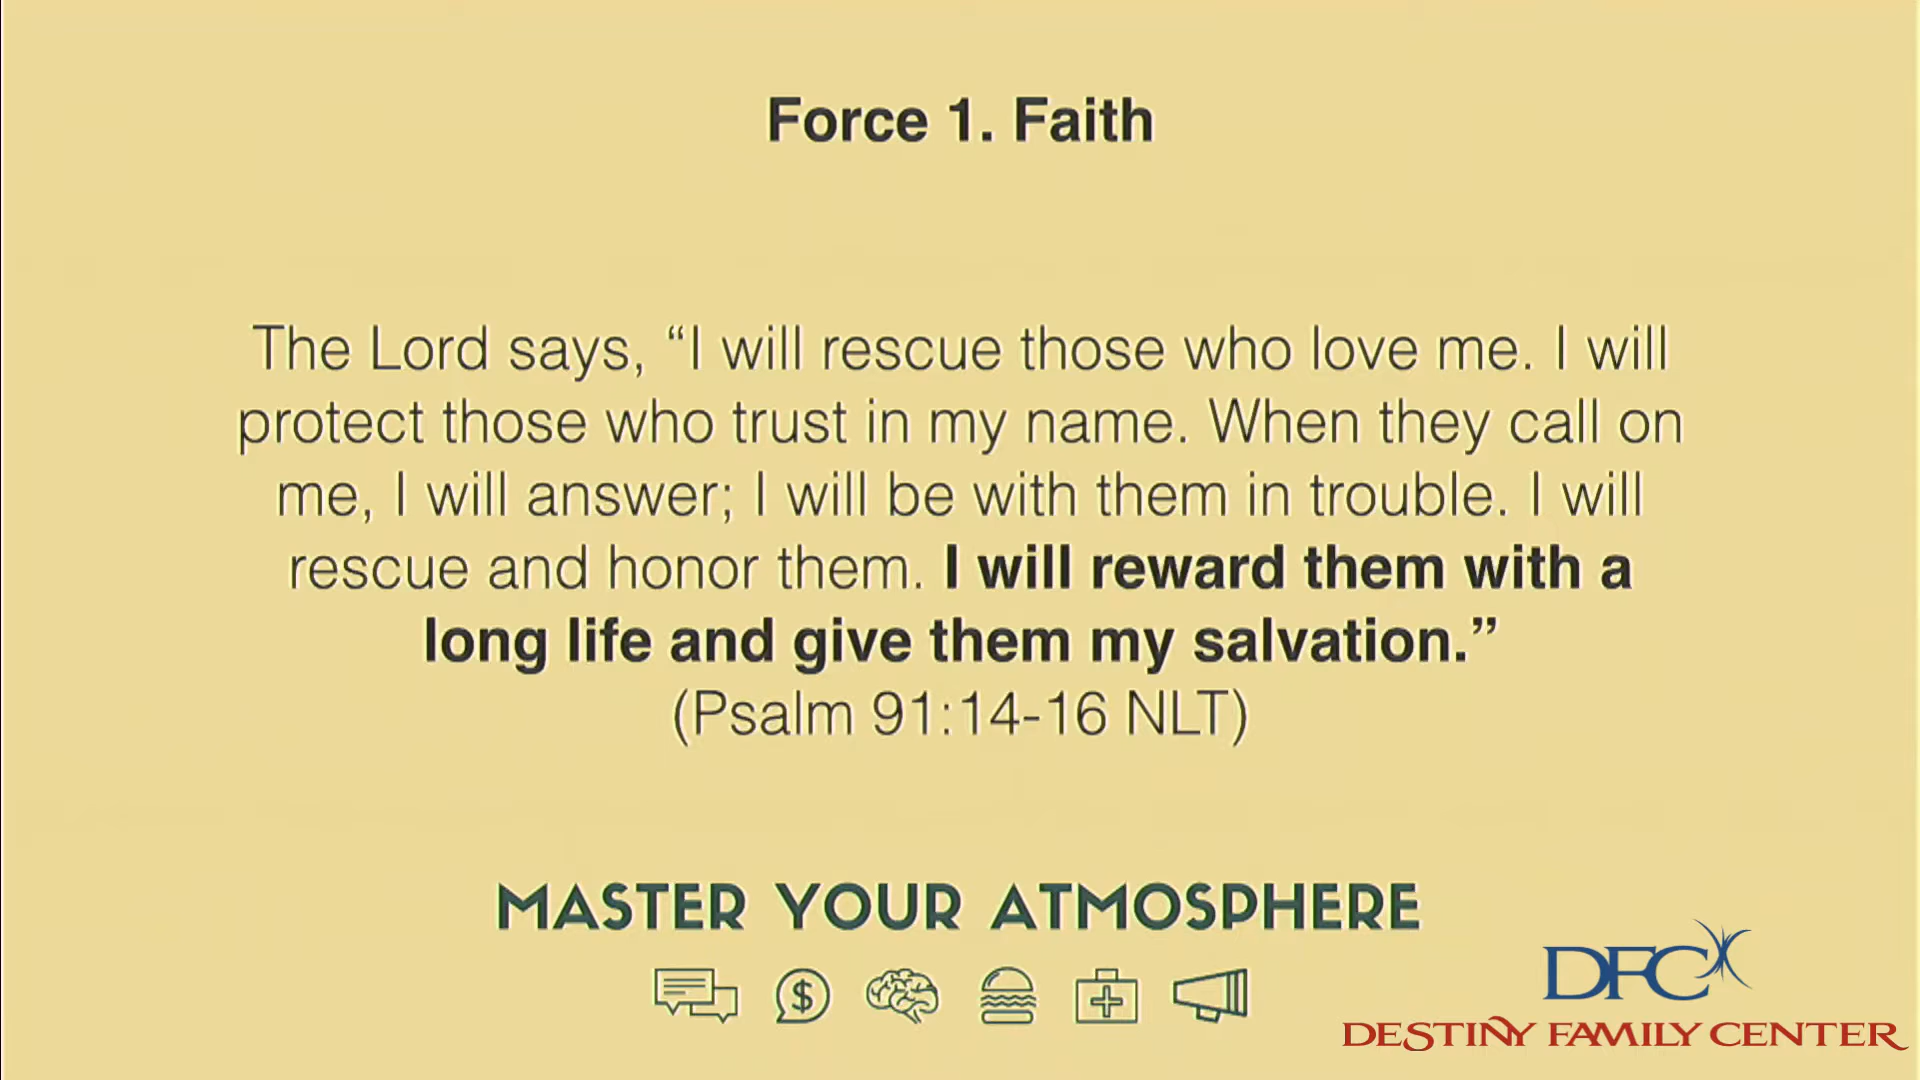 Force 1. Faith
The Lord says, “I will rescue those who love me. I will
protect those who trust in my name. When they call on
me, I will answer; I will be with them in trouble. I will
rescue and honor them. I will reward them with a
long life and give them my salvation.”
(Psalm 91:14-16 NLT)
MASTER YOUR ATMOSPHERE
$
DFC
DESTINY FAMILY CENTER